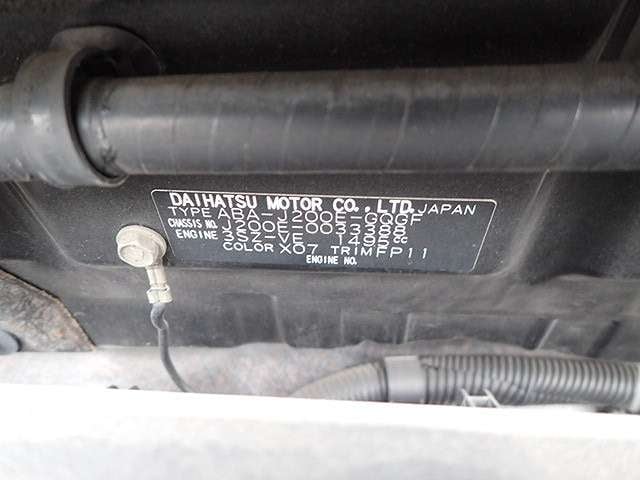 DAIHATSU MOTOR CO., LTD. JAPAN
TYPE ABA-J200E-GQGF
CHASSIS NO. J200E-0033388
ENGINE 3SZ-VE 1495cc
COLOR X07 TRIM FP11
ENGINE NO.